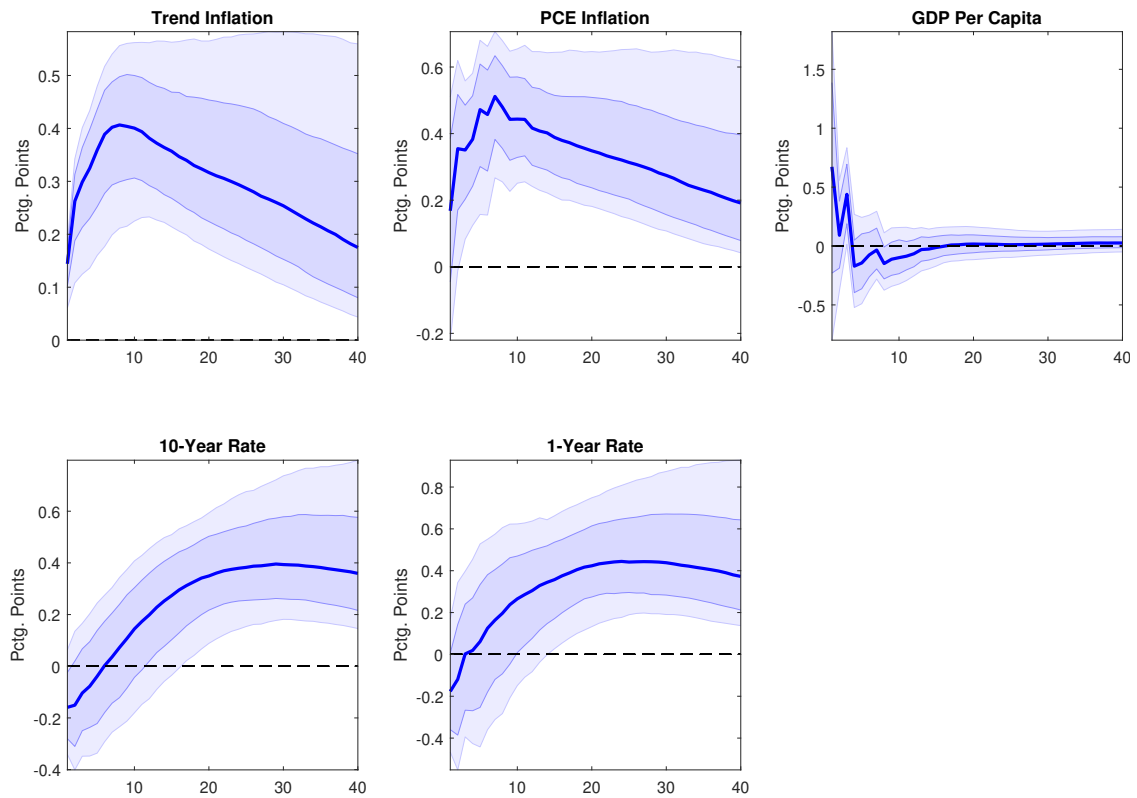 Trend Inflation
Pctg. Points
0.5
0.4
0.3
0.2
0.1
0
10 20 30 40
PCE Inflation
Pctg. Points
0.6
0.4
0.2
0
-0.2
10 20 30 40
GDP Per Capita
Pctg. Points
1.5
1
0.5
0
-0.5
10 20 30 40
10-Year Rate
Pctg. Points
0.6
0.4
0.2
0
-0.2
-0.4
10 20 30 40
1-Year Rate
Pctg. Points
0.8
0.6
0.4
0.2
0
-0.2
-0.4
10 20 30 40